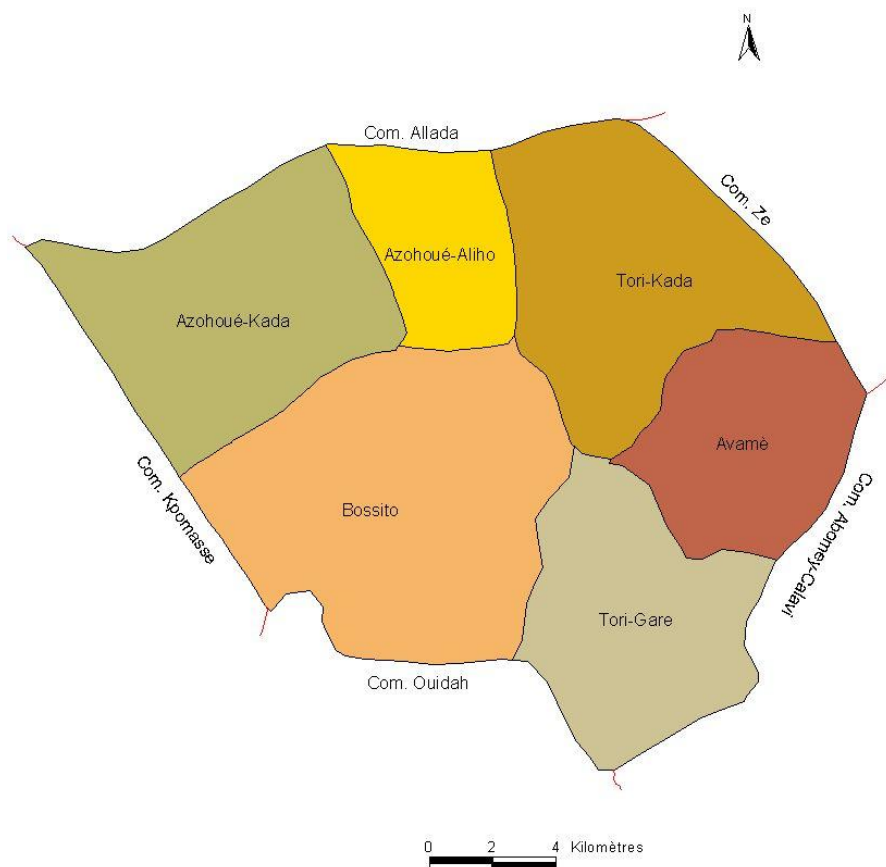 N
Com. Allada
Com. Ze
Azohoué-Aliho
Tori-Kada
Azohoué-Kada
Avamè
Com. Kpomasse
Bossito
Com. Abomey-Calavi
Tori-Gare
Com. Ouidah
0 2 4 Kilomètres